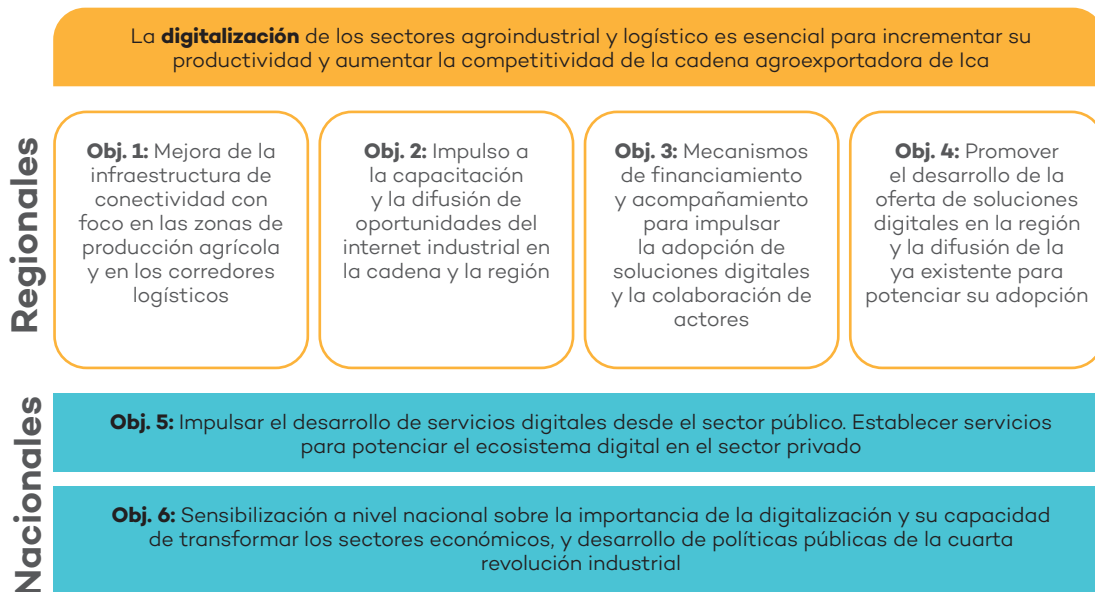 La digitalización de los sectores agroindustrial y logístico es esencial para incrementar su
productividad y aumentar la competitividad de la cadena agroexportadora de Ica
Regionales
Obj. 1: Mejora de la
infraestructura de
conectividad con
foco en las zonas de
producción agrícola
y en los corredores
logísticos
Obj. 2: Impulso a
la capacitación
y la difusión de
oportunidades del
internet industrial en
la cadena y la región
Obj. 3: Mecanismos
de financiamiento
y acompañamiento
para impulsar
la adopción de
soluciones digitales
y la colaboración de
actores
Obj. 4: Promover
el desarrollo de la
oferta de soluciones
digitales en la región
y la difusión de la
ya existente para
potenciar su adopción
Nacionales
Obj. 5: Impulsar el desarrollo de servicios digitales desde el sector público. Establecer servicios
para potenciar el ecosistema digital en el sector privado
Obj. 6: Sensibilización a nivel nacional sobre la importancia de la digitalización y su capacidad
de transformar los sectores económicos, y desarrollo de políticas públicas de la cuarta
revolución industrial